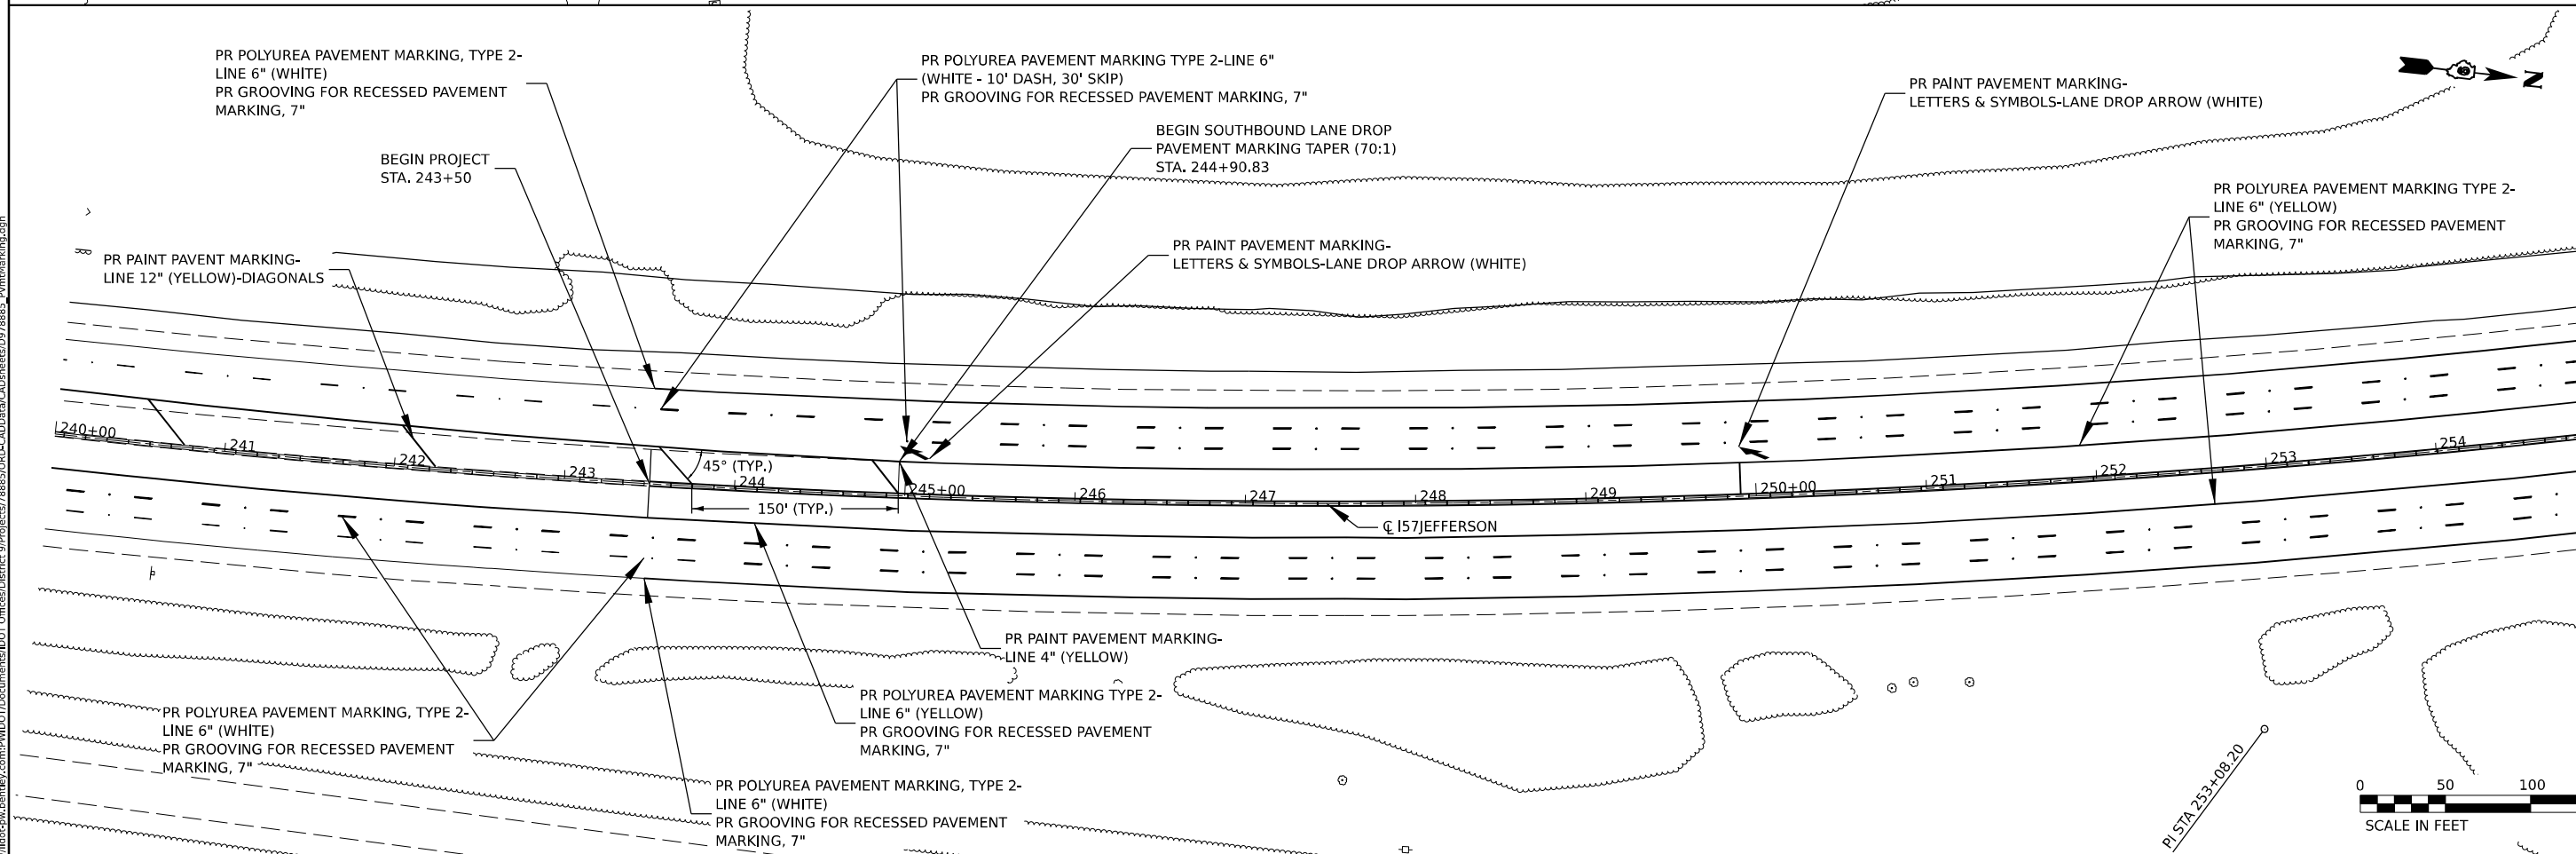 PR POLYUREA PAVEMENT MARKING, TYPE 2-
LINE 6" (WHITE)
PR GROOVING FOR RECESSED PAVEMENT
MARKING, 7"
PR POLYUREA PAVEMENT MARKING TYPE 2-LINE 6"
(WHITE - 10' DASH, 30' SKIP)
PR GROOVING FOR RECESSED PAVEMENT MARKING, 7"
PR PAINT PAVEMENT MARKING-
LETTERS & SYMBOLS-LANE DROP ARROW (WHITE)
N
BEGIN PROJECT
STA. 243+50
BEGIN SOUTHBOUND LANE DROP
PAVEMENT MARKING TAPER (70:1)
STA. 244+90.83
PR POLYUREA PAVEMENT MARKING TYPE 2-
LINE 6" (YELLOW)
PR GROOVING FOR RECESSED PAVEMENT
MARKING, 7"
PR PAINT PAVENT MARKING-
LINE 12" (YELLOW)-DIAGONALS
PR PAINT PAVEMENT MARKING-
LETTERS & SYMBOLS-LANE DROP ARROW (WHITE)
240+00
241
242
243
244
245+00
246
247
248
249
250+00
251
252
253
254
45° (TYP.)
150' (TYP.)
℄ I57JEFFERSON
PR PAINT PAVEMENT MARKING-
LINE 4" (YELLOW)
PR POLYUREA PAVEMENT MARKING TYPE 2-
LINE 6" (YELLOW)
PR GROOVING FOR RECESSED PAVEMENT
MARKING, 7"
PR POLYUREA PAVEMENT MARKING, TYPE 2-
LINE 6" (WHITE)
PR GROOVING FOR RECESSED PAVEMENT
MARKING, 7"
PR POLYUREA PAVEMENT MARKING, TYPE 2-
LINE 6" (WHITE)
PR GROOVING FOR RECESSED PAVEMENT
MARKING, 7"
PI STA 253+08.20
0 50 100
SCALE IN FEET